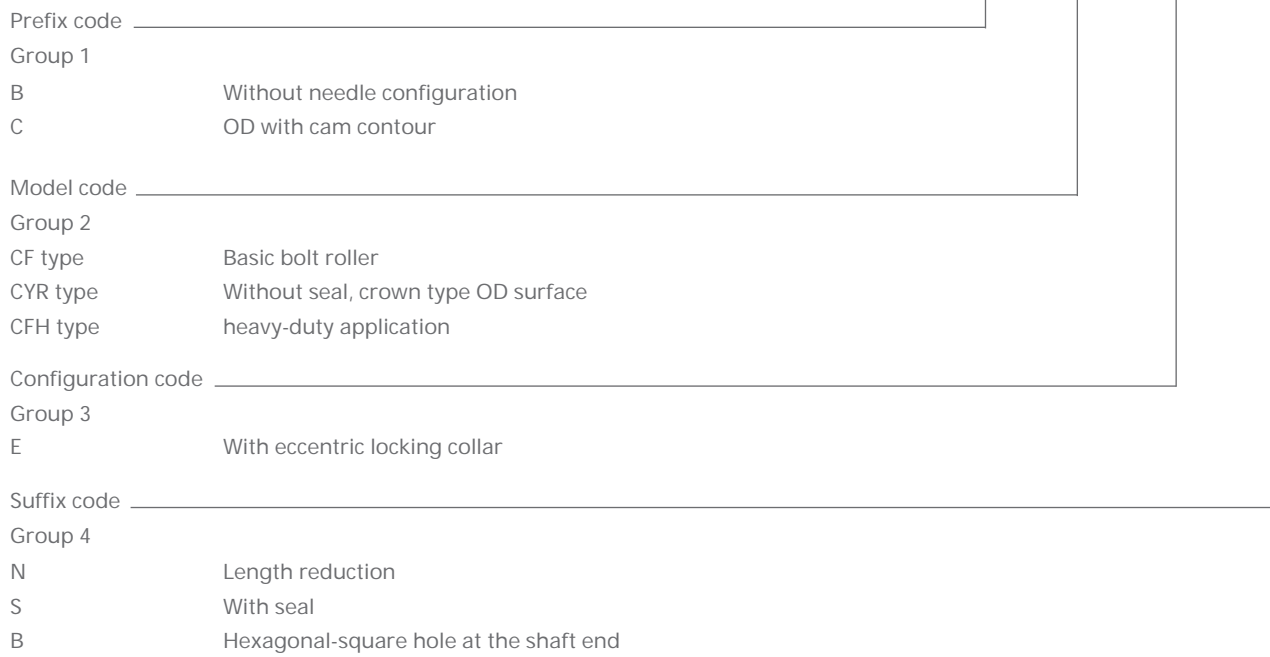 Prefix code
Group 1
B Without needle configuration
C OD with cam contour
Model code
Group 2
CF type Basic bolt roller
CYR type Without seal, crown type OD surface
CFH type heavy-duty application
Configuration code
Group 3
E With eccentric locking collar
Suffix code
Group 4
N Length reduction
S With seal
B Hexagonal-square hole at the shaft end